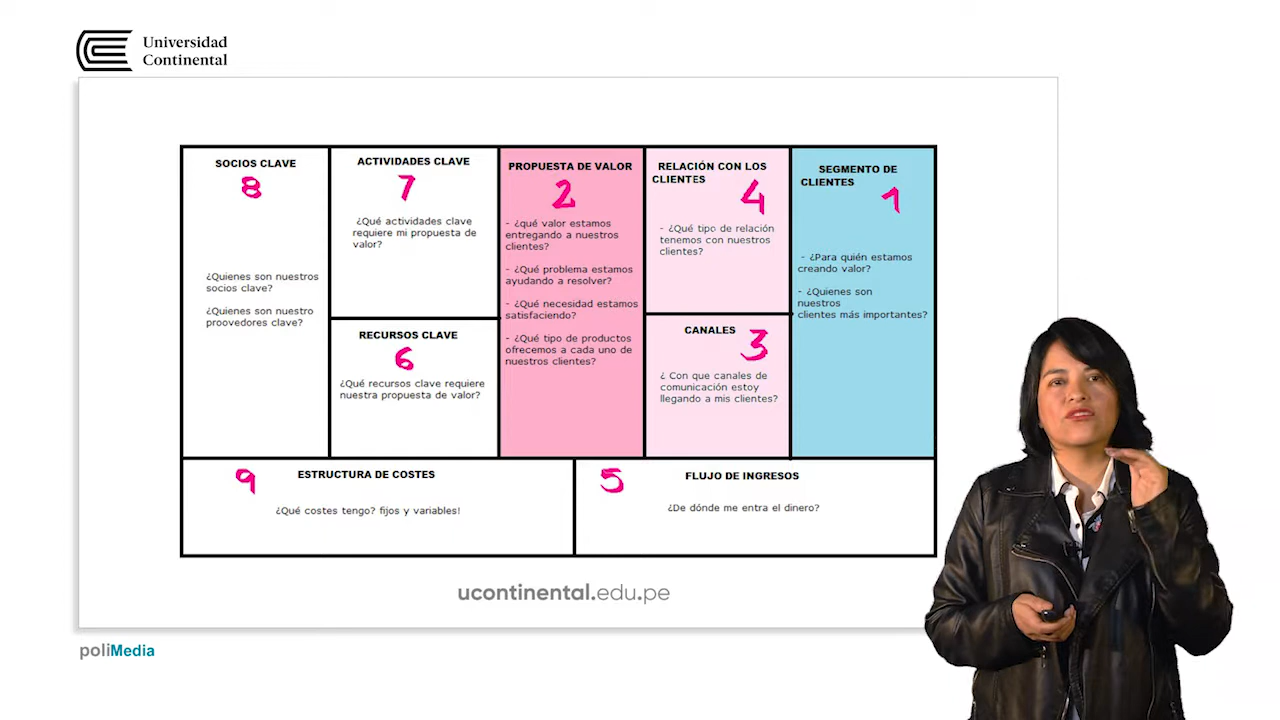 Universidad
Continental
SOCIOS CLAVE
8
¿Quienes son nuestros
socios clave?
¿Quienes son nuestro
proovedores clave?
ACTIVIDADES CLAVE
7
¿Qué actividades clave
requiere mi propuesta de
valor?
RECURSOS CLAVE
6
¿Qué recursos clave requiere
nuestra propuesta de valor?
PROPUESTA DE VALOR
2
- ¿qué valor estamos
entregando a nuestros
clientes?
- ¿Qué problema estamos
ayudando a resolver?
- ¿Qué necesidad estamos
satisfaciendo?
- ¿Qué tipo de productos
ofrecemos a cada uno de
nuestros clientes?
RELACIÓN CON LOS
CLIENTES
4
- ¿Qué tipo de relación
tenemos con nuestros
clientes?
CANALES
3
¿ Con que canales de
comunicación estoy
llegando a mis clientes?
SEGMENTO DE
CLIENTES
1
- ¿Para quién estamos
creando valor?
- ¿Quienes son
nuestros
clientes más importantes?
9
ESTRUCTURA DE COSTES
¿Qué costes tengo? fijos y variables!
5
FLUJO DE INGRESOS
¿De dónde me entra el dinero?
ucontinental.edu.pe
poliMedia